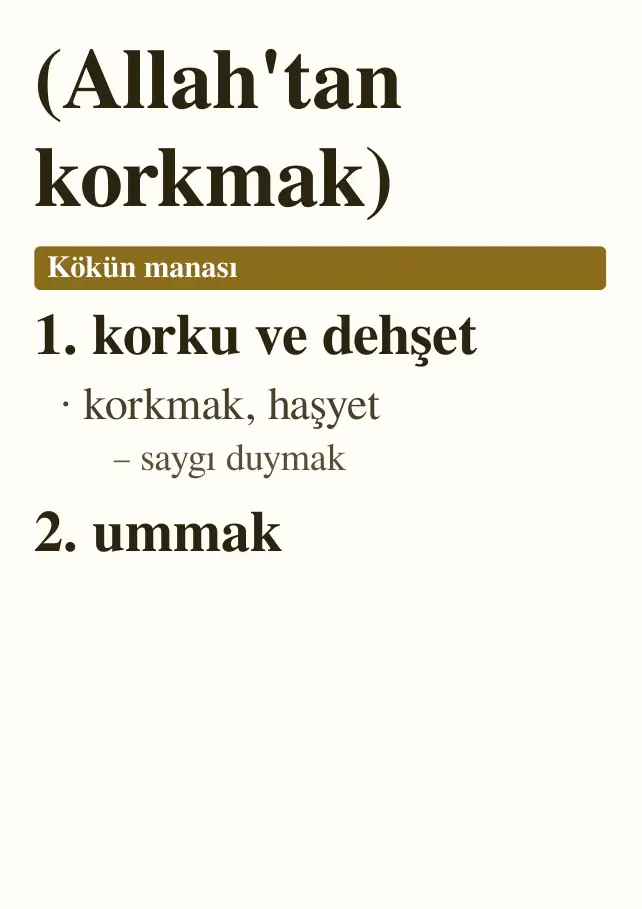 (Allah'tan
korkmak)
Kökün manası
1. korku ve dehşet
· korkmak, haşyet
– saygı duymak
2. ummak